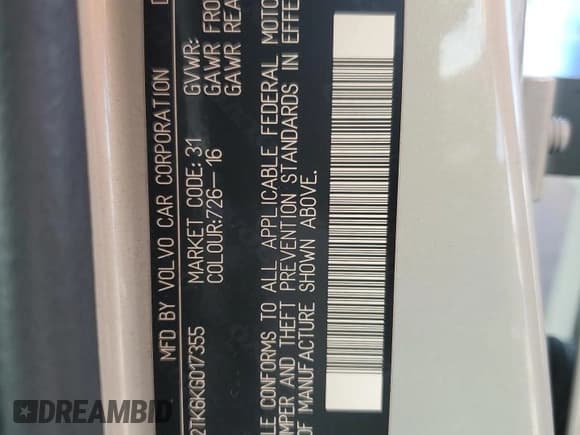 MFD BY VOLVO CAR CORPORATION
2TK6KG017355 MARKET CODE: 31 GVWR:
COLOUR:726-16 GAWR FRO
GAWR REA
LE CONFORMS TO ALL APPLICABLE FEDERAL MOTO
MPER AND THEFT PREVENTION STANDARDS IN EFFE
OF MANUFACTURE SHOWN ABOVE.
DREAMBID